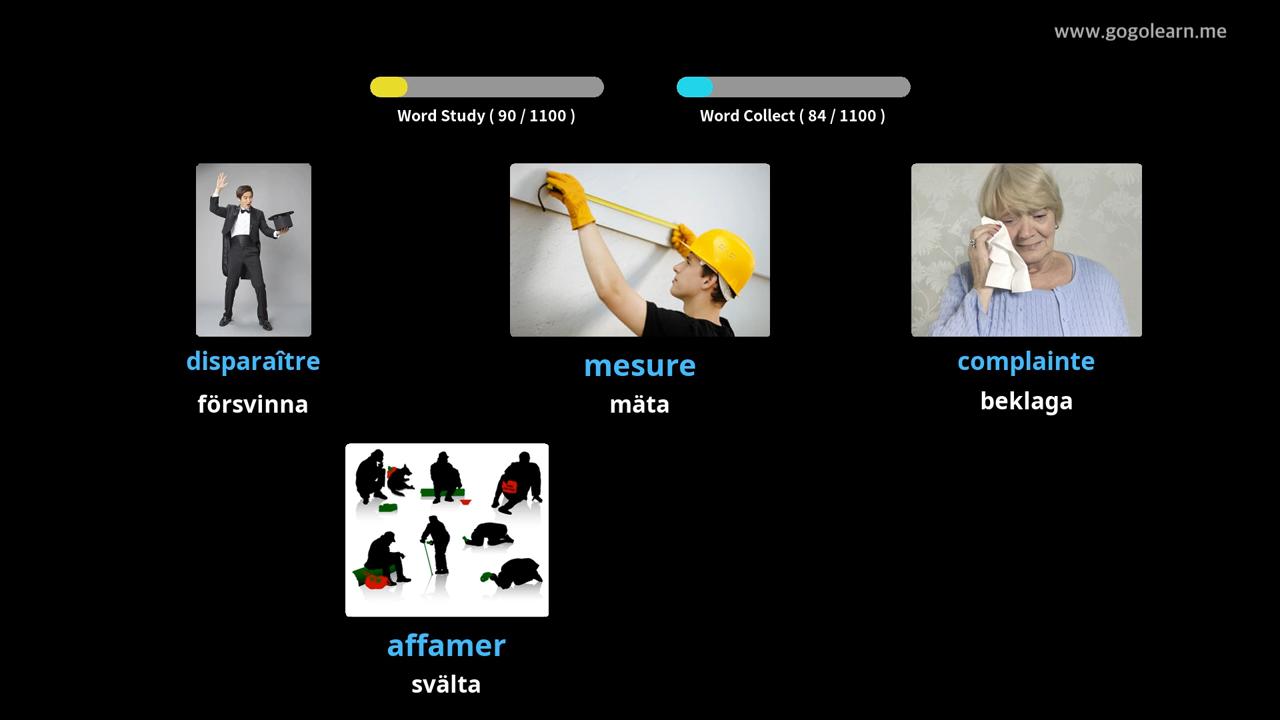 www.gogolearn.me
Word Study ( 90 / 1100 )
Word Collect ( 84 / 1100 )
disparaître
försvinna
mesure
mäta
complainte
beklaga
affamer
svälta